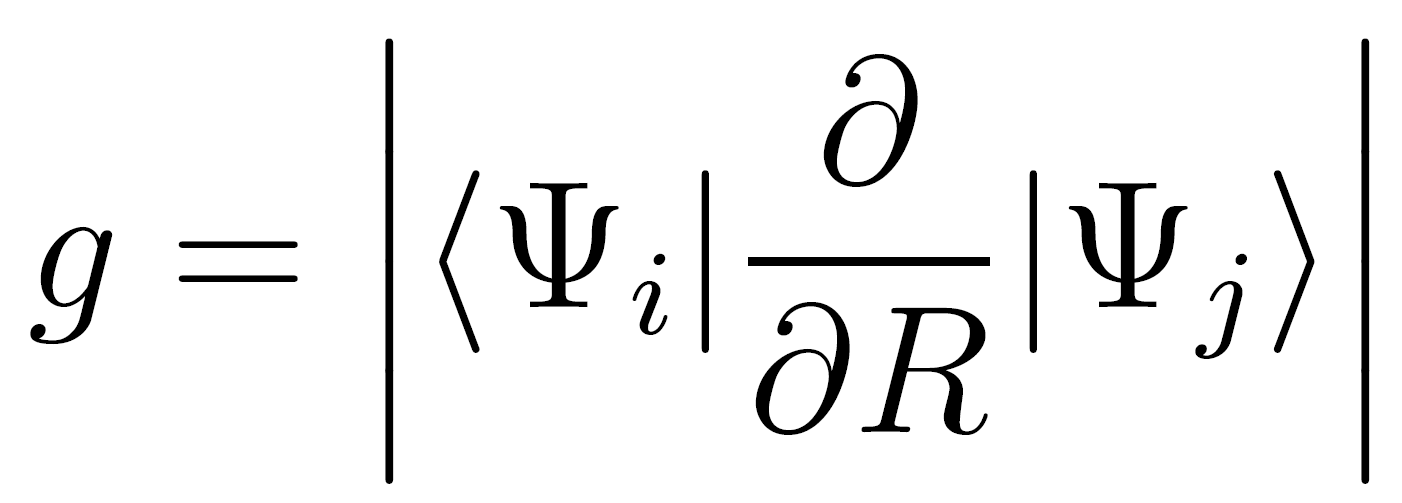 g = |⟨Ψ_i| ∂/∂R |Ψ_j⟩|